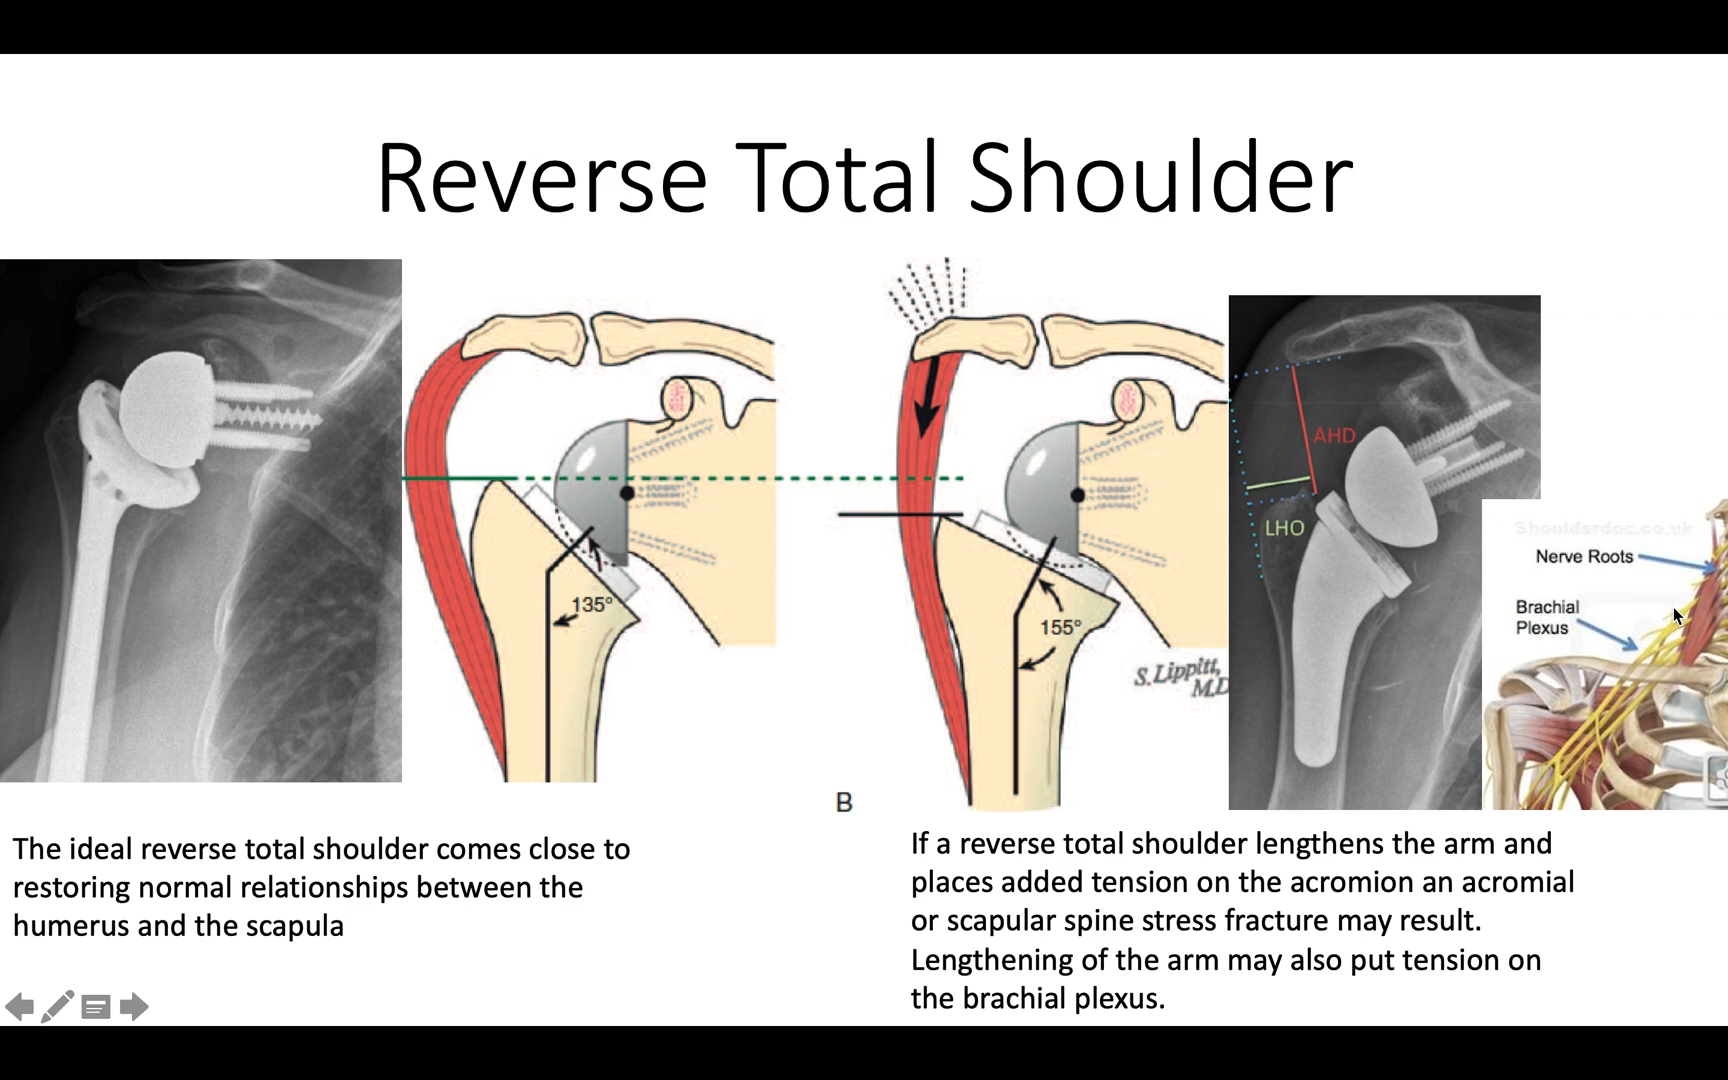 Reverse Total Shoulder
135°
B
155°
S. Lippitt,
M.D
AHD
LHO
Shoulderdoc.co.uk
Nerve Roots
Brachial
Plexus
The ideal reverse total shoulder comes close to
restoring normal relationships between the
humerus and the scapula
If a reverse total shoulder lengthens the arm and
places added tension on the acromion an acromial
or scapular spine stress fracture may result.
Lengthening of the arm may also put tension on
the brachial plexus.